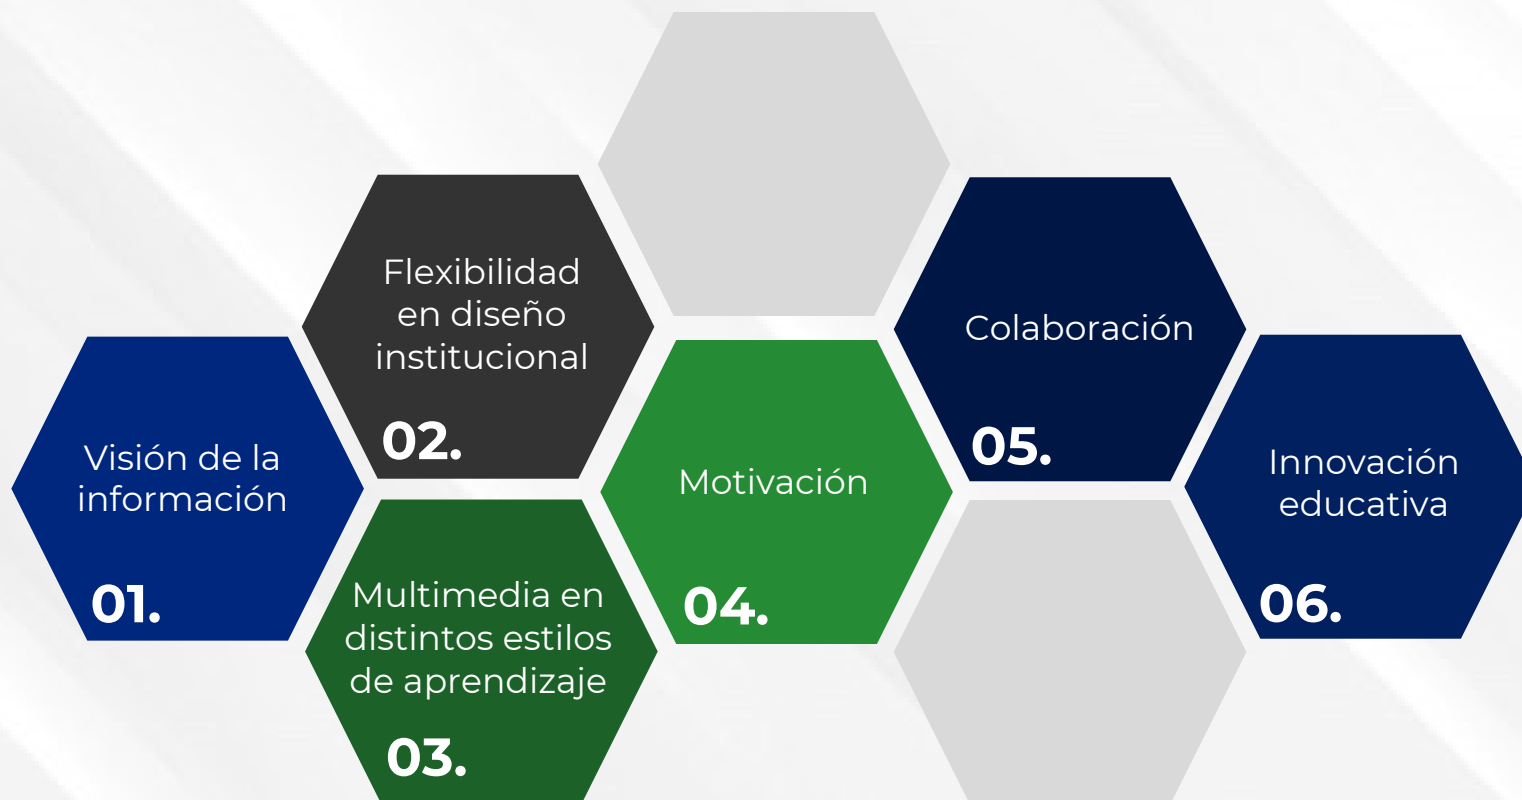 Visión de la
información
01.
Flexibilidad
en diseño
institucional
02.
Multimedia en
distintos estilos
de aprendizaje
03.
Motivación
04.
Colaboración
05.
Innovación
educativa
06.